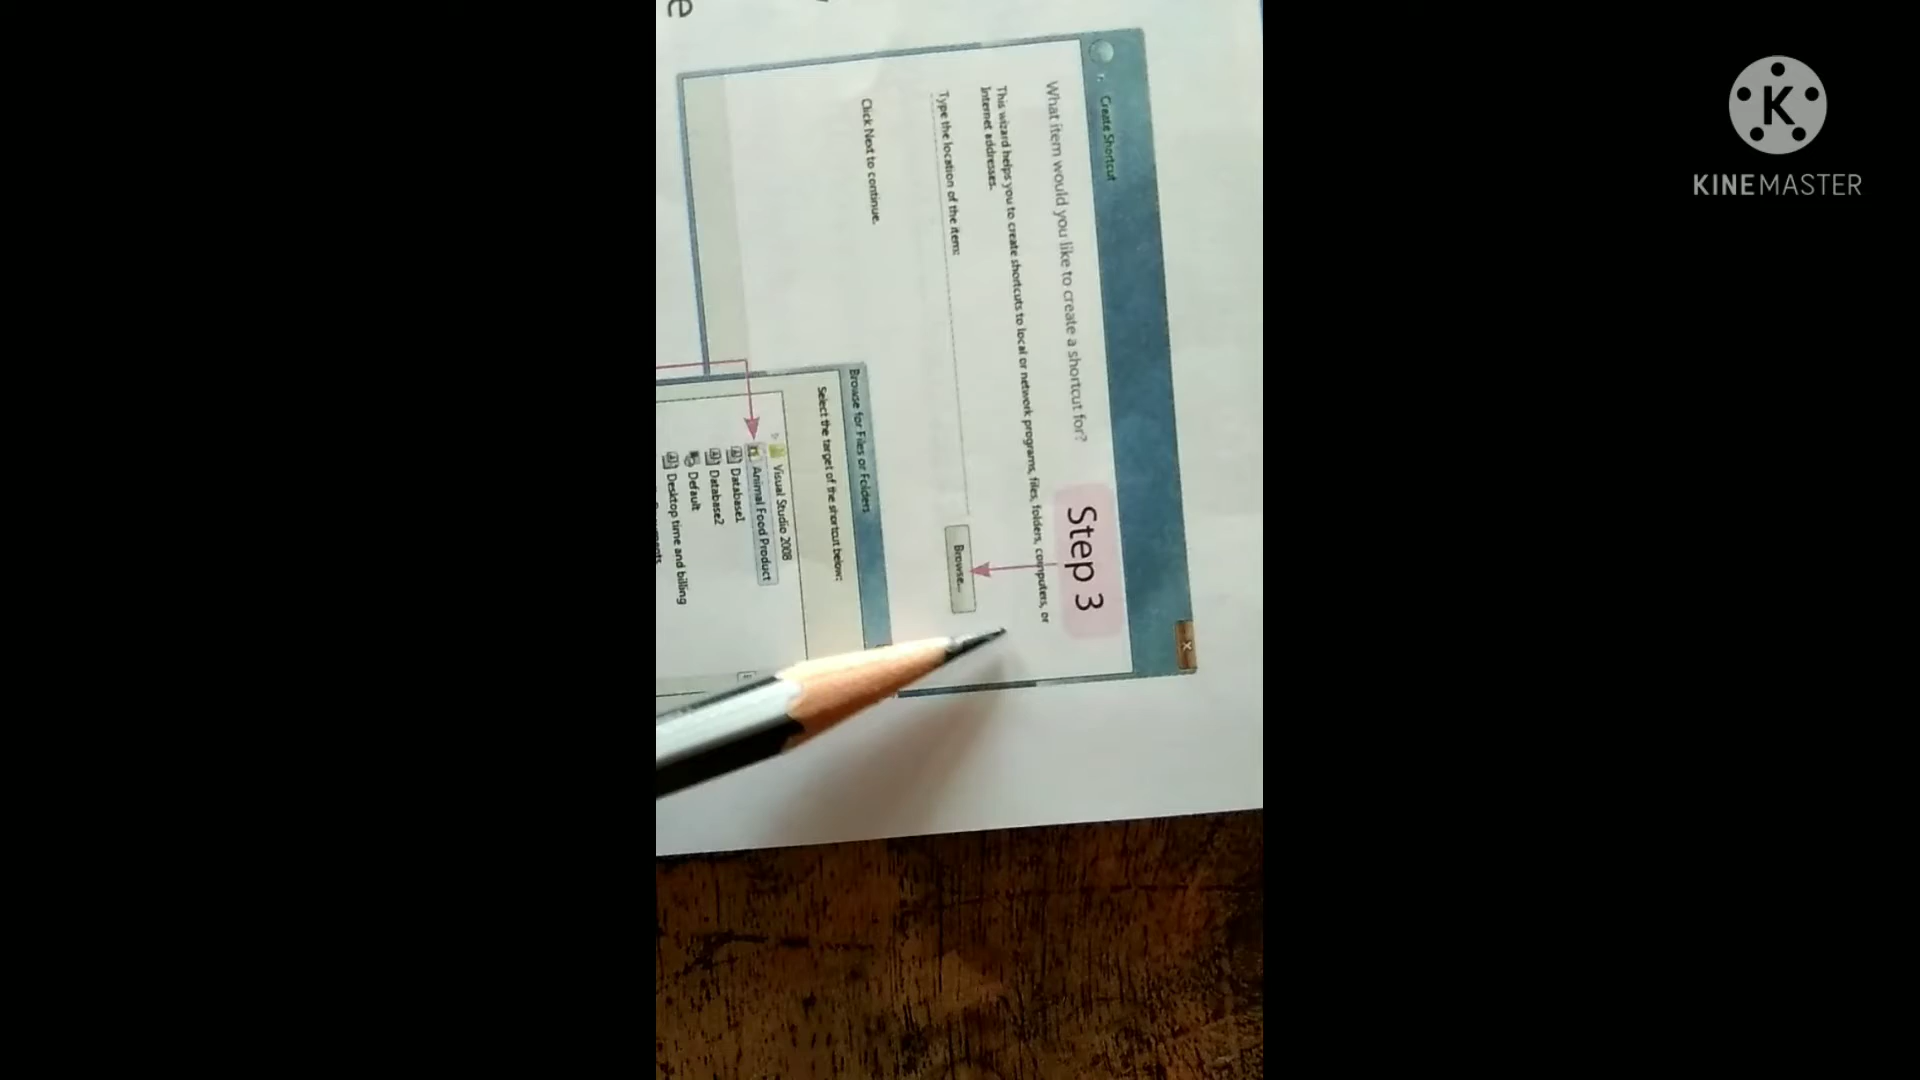 Create Shortcut
What item would you like to create a shortcut for?
Step 3
This wizard helps you to create shortcuts to local or network programs, files, folders, computers, or
Internet addresses.
Type the location of the item:
Browse...
Click Next to continue.
Browse for Files or Folders
Select the target of the shortcut below:
Visual Studio 2008
Animal Food Product
Database1
Database2
Default
Desktop time and billing
KINEMASTER